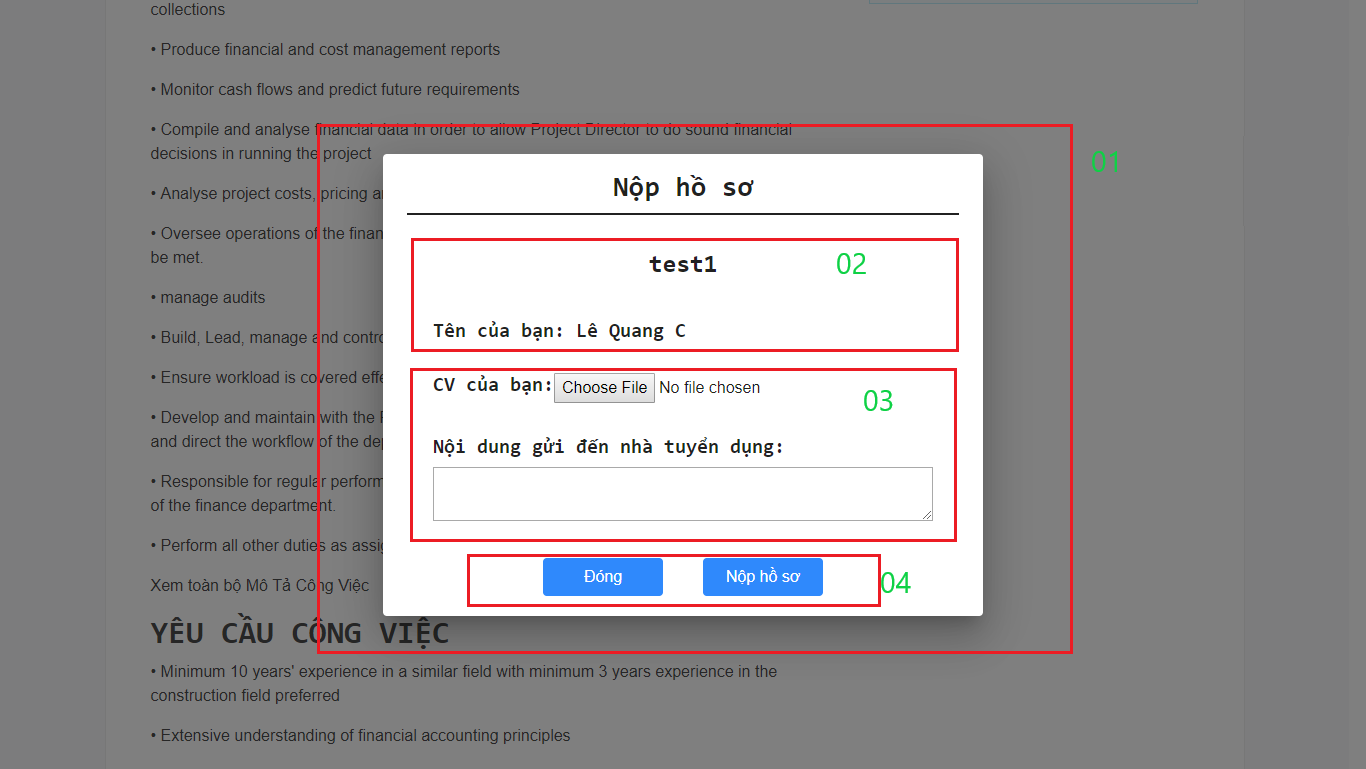 collections
• Produce financial and cost management reports
• Monitor cash flows and predict future requirements
• Compile and analyse financial data in order to allow Project Director to do sound financial
decisions in running the project
01
• Analyse project costs, pricing
Nộp hồ sơ
• Oversee operations of the
be met.
test1
02
• manage audits
• Build, Lead, manage and
Tên của bạn: Lê Quang C
• Ensure workload is covered
CV của bạn: Choose File No file chosen
03
• Develop and maintain with the
and direct the workflow of the
Nội dung gửi đến nhà tuyển dụng:
• Responsible for regular
of the finance department.
• Perform all other duties as
Đóng
Nộp hồ sơ
04
Xem toàn bộ Mô Tả Công Việc
YÊU CẦU CÔNG VIỆC
• Minimum 10 years' experience in a similar field with minimum 3 years experience in the
construction field preferred
• Extensive understanding of financial accounting principles